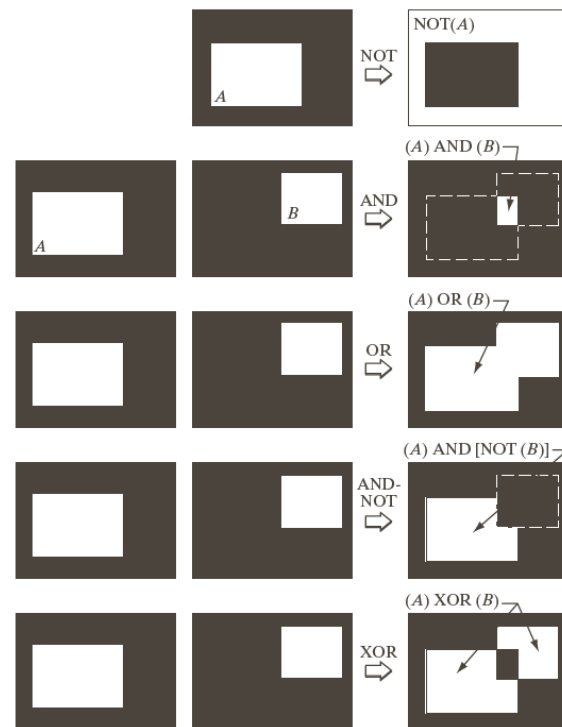 NOT
NOT(A)
A
(A) AND (B)
AND
A
B
(A) OR (B)
OR
(A) AND [NOT (B)]
AND-
NOT
(A) XOR (B)
XOR